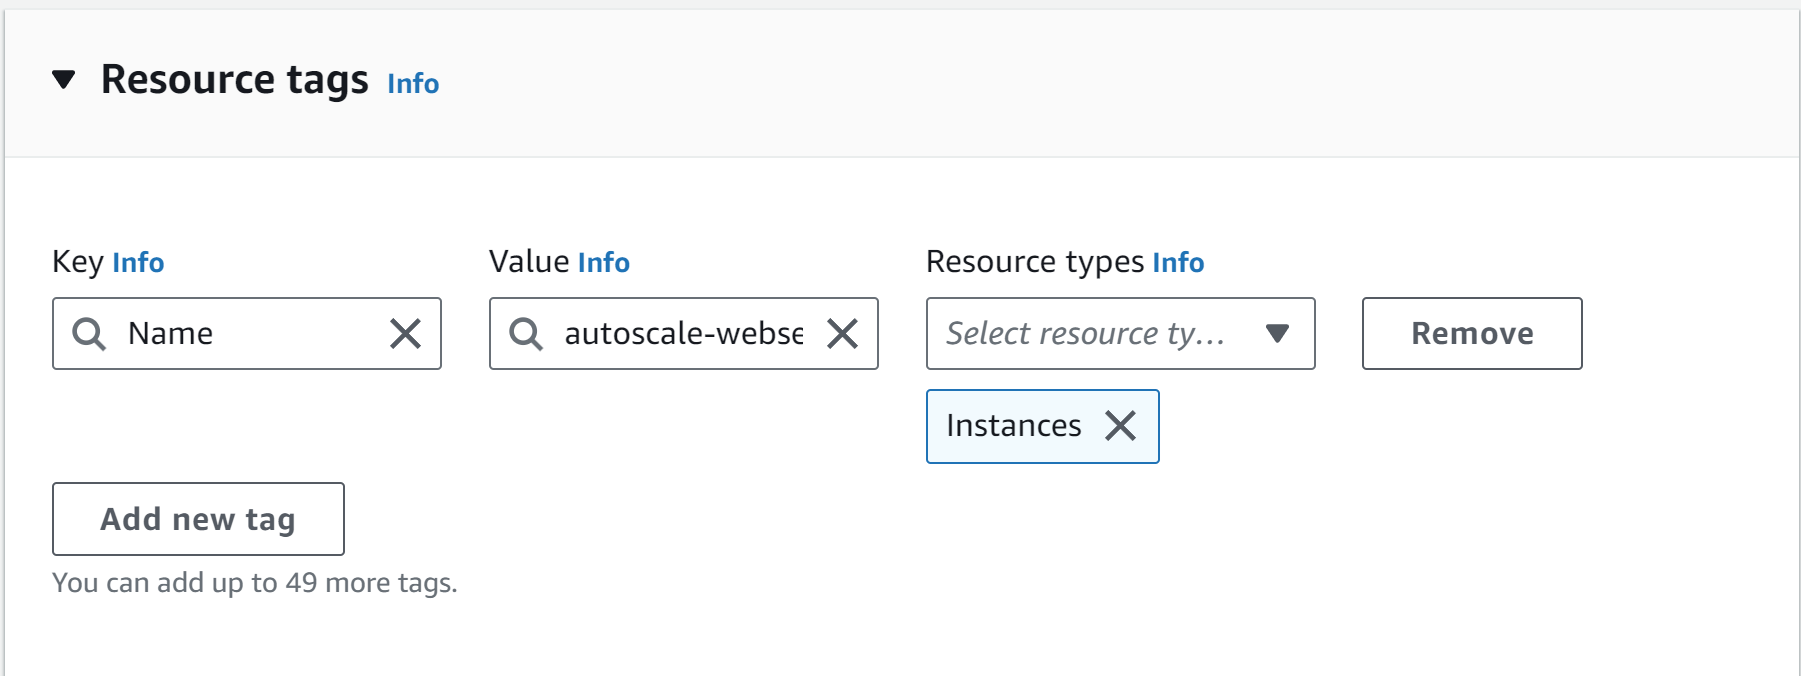 Resource tags Info
Key Info
Value Info
Resource types Info
Name
autoscale-webse
Select resource ty...
Remove
Instances
Add new tag
You can add up to 49 more tags.